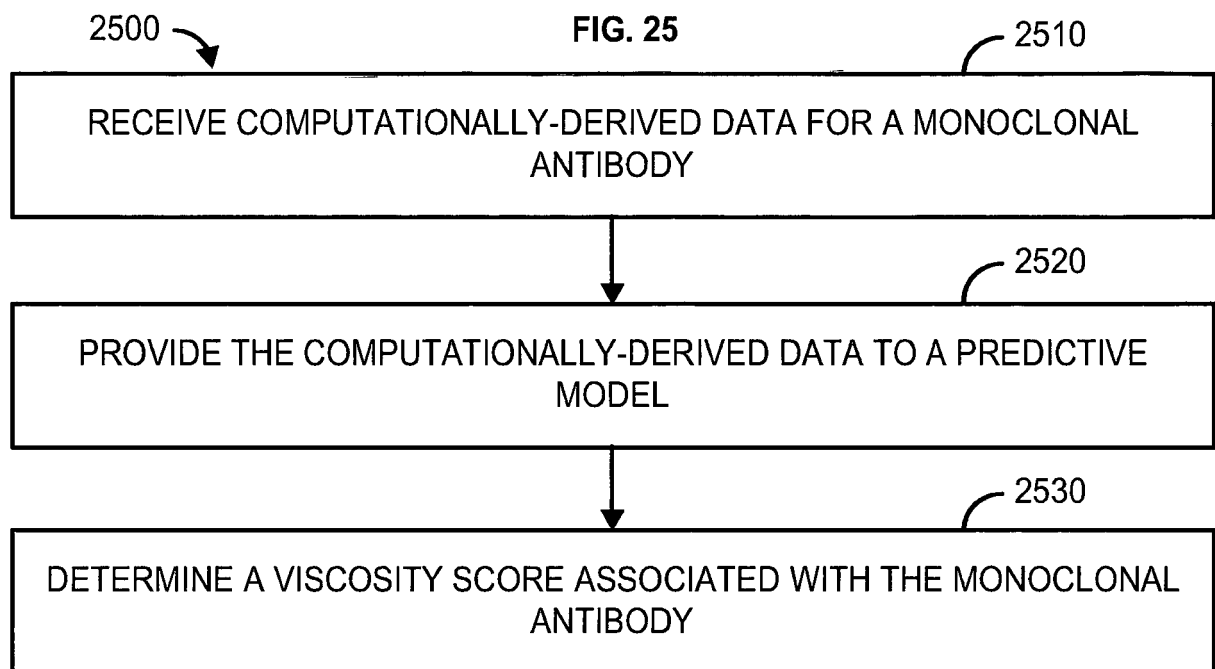 2500
FIG. 25
2510
RECEIVE COMPUTATIONALLY-DERIVED DATA FOR A MONOCLONAL
ANTIBODY
2520
PROVIDE THE COMPUTATIONALLY-DERIVED DATA TO A PREDICTIVE
MODEL
2530
DETERMINE A VISCOSITY SCORE ASSOCIATED WITH THE MONOCLONAL
ANTIBODY